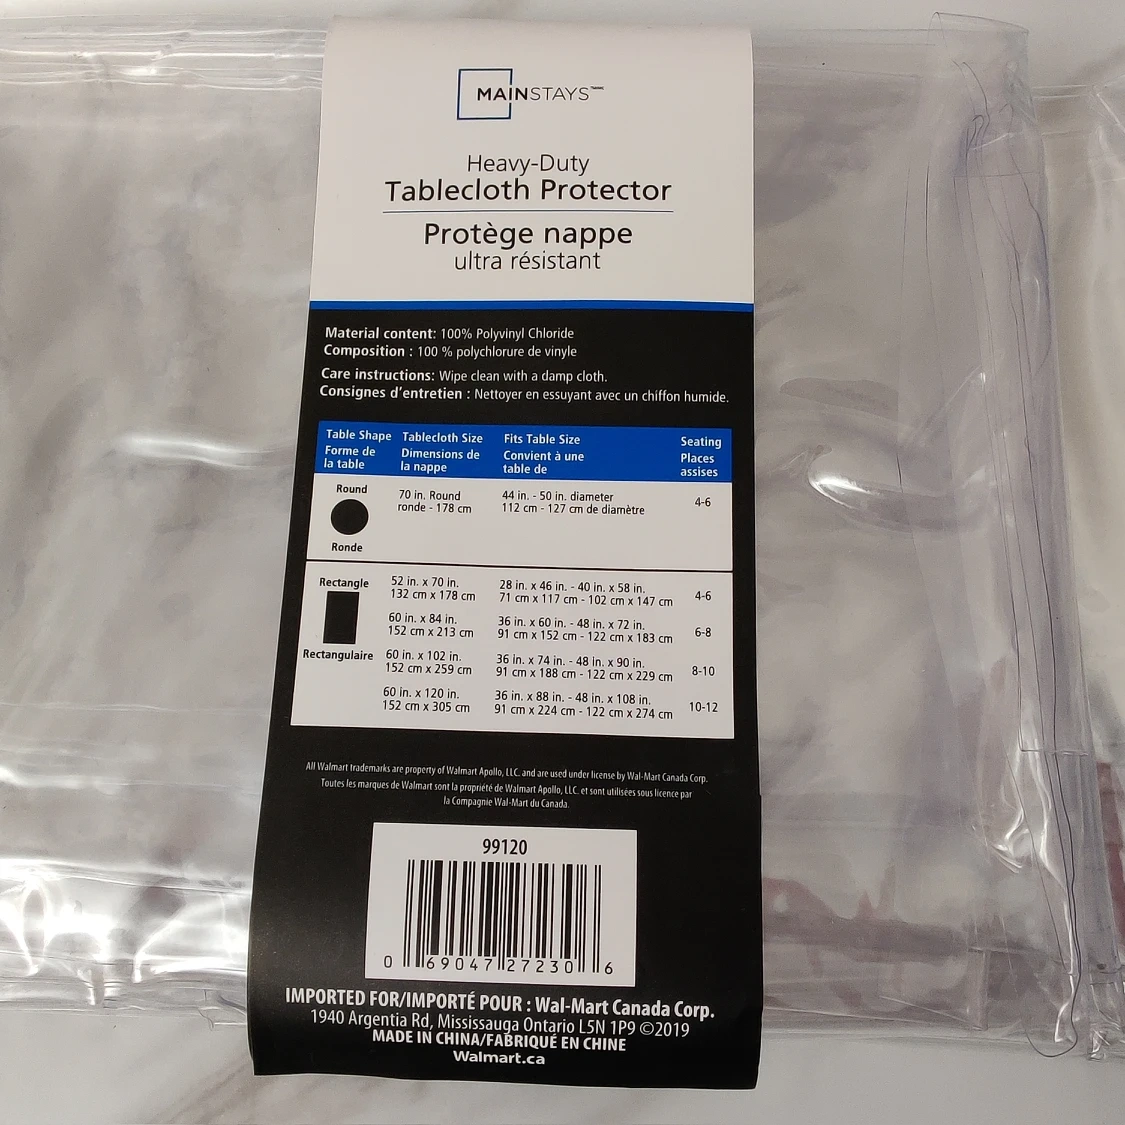 MAINSTAYS
Heavy-Duty
Tablecloth Protector
Protège nappe
ultra résistant
Material content: 100% Polyvinyl Chloride
Composition : 100 % polychlorure de vinyle
Care instructions: Wipe clean with a damp cloth.
Consignes d'entretien : Nettoyer en essuyant avec un chiffon humide.
Table Shape Tablecloth Size Fits Table Size Seating
Forme de la table Dimensions de la nappe Convient à une table de Places assises
Round 70 in. Round 44 in. - 50 in. diameter 4-6
ronde - 178 cm 112 cm - 127 cm de diamètre
Ronde
Rectangle 52 in. x 70 in. 28 in. x 46 in. - 40 in. x 58 in. 4-6
132 cm x 178 cm 71 cm x 117 cm - 102 cm x 147 cm
60 in. x 84 in. 36 in. x 60 in. - 48 in. x 72 in. 6-8
152 cm x 213 cm 91 cm x 152 cm - 122 cm x 183 cm
Rectangulaire 60 in. x 102 in. 36 in. x 74 in. - 48 in. x 90 in. 8-10
152 cm x 259 cm 91 cm x 188 cm - 122 cm x 229 cm
60 in. x 120 in. 36 in. x 88 in. - 48 in. x 108 in. 10-12
152 cm x 305 cm 91 cm x 224 cm - 122 cm x 274 cm
All Walmart trademarks are property of Walmart Apollo, LLC. and are used under license by Wal-Mart Canada Corp.
Toutes les marques de Walmart sont la propriété de Walmart Apollo, LLC. et sont utilisées sous licence par
la Compagnie Wal-Mart du Canada.
99120
0 69047 27230 6
IMPORTED FOR/IMPORTÉ POUR : Wal-Mart Canada Corp.
1940 Argentia Rd, Mississauga Ontario L5N 1P9 ©2019
MADE IN CHINA/FABRIQUÉ EN CHINE
Walmart.ca